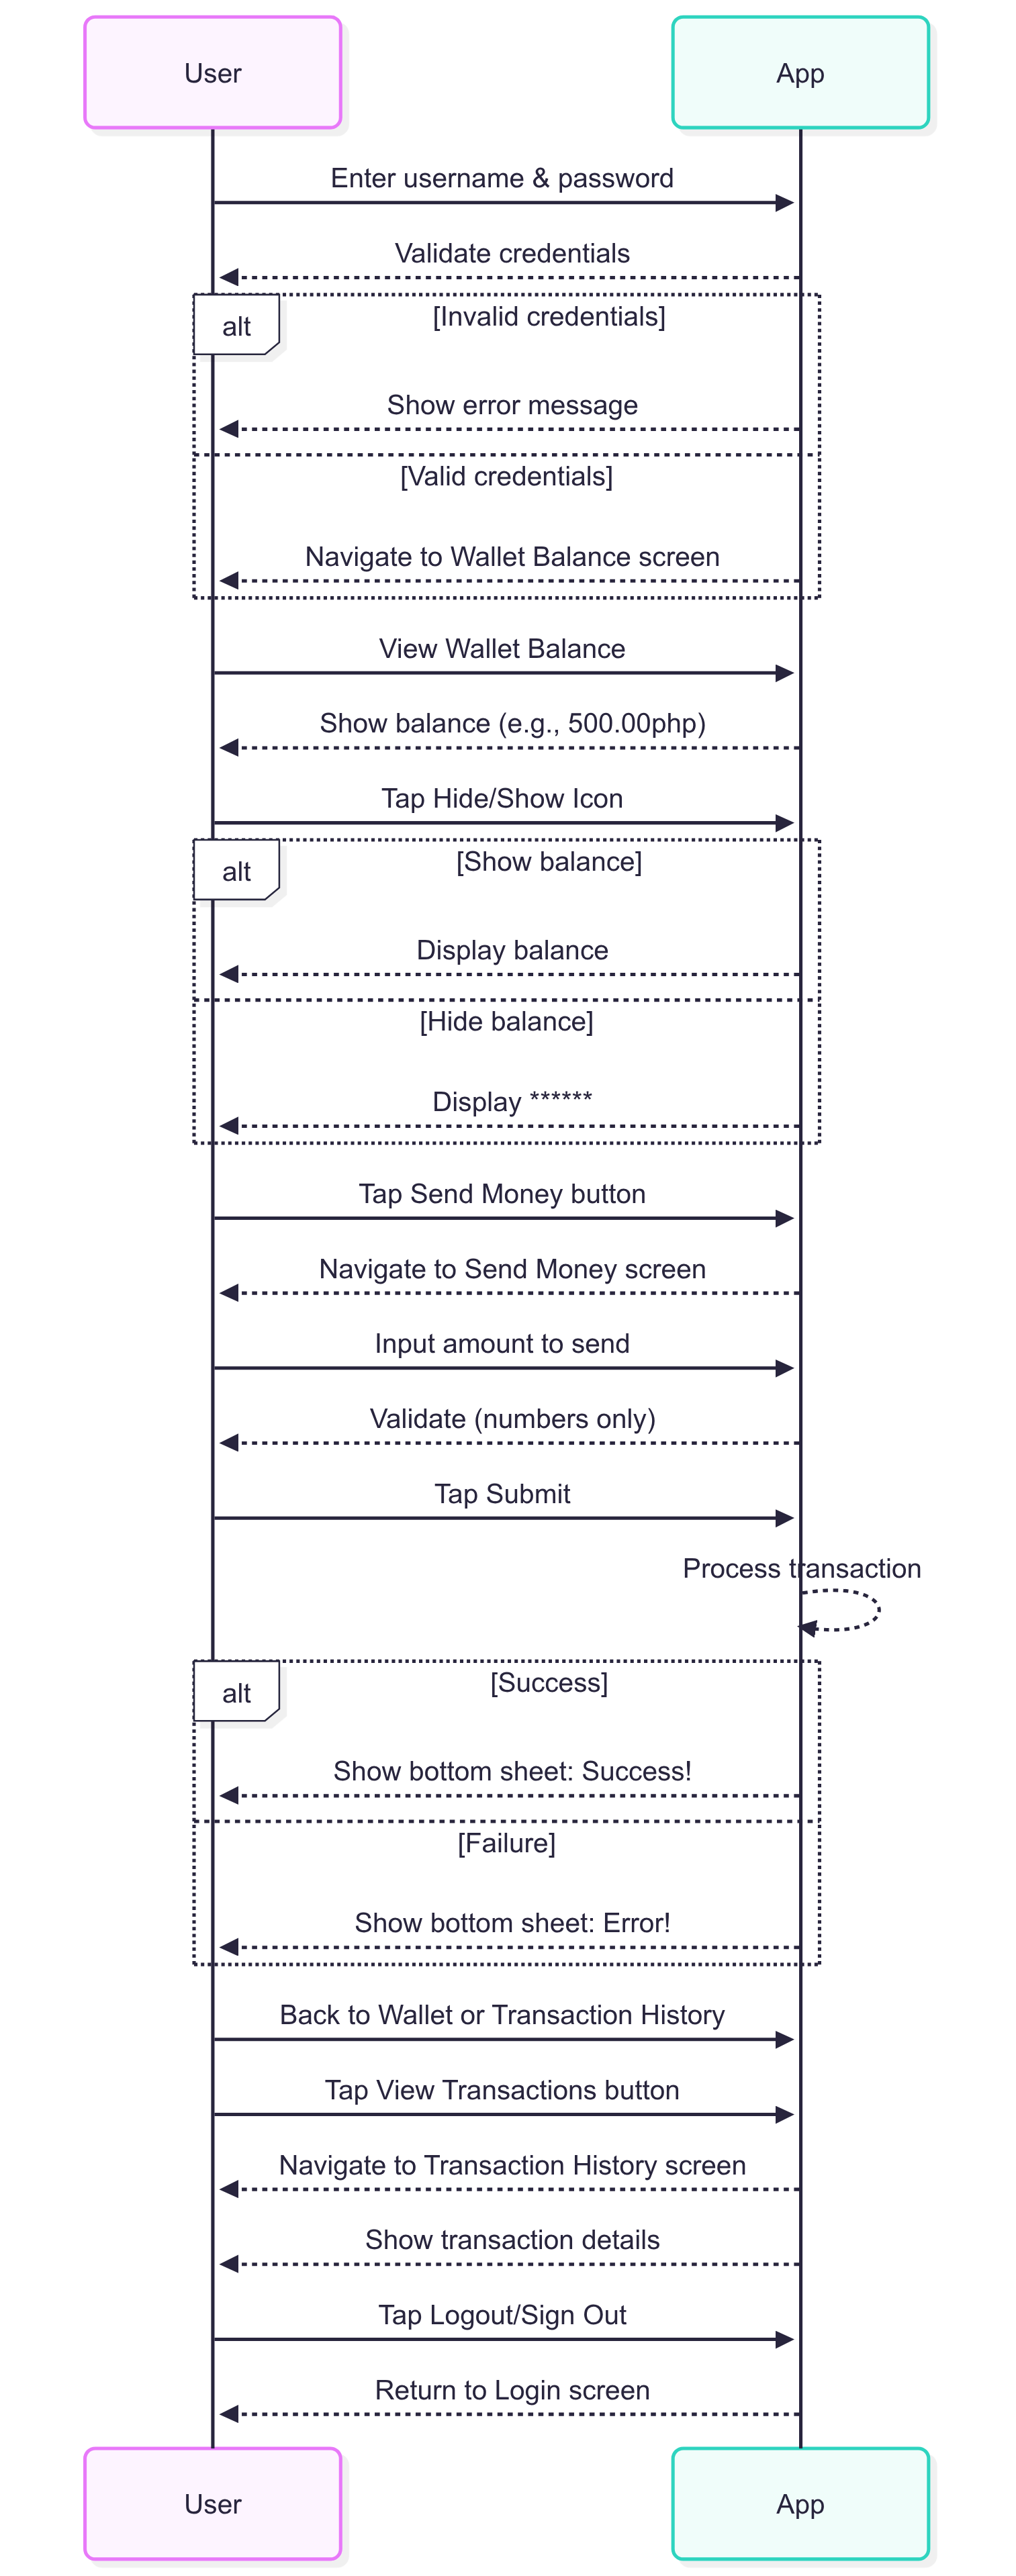 User
App
Enter username & password
Validate credentials
alt
[Invalid credentials]
Show error message
[Valid credentials]
Navigate to Wallet Balance screen
View Wallet Balance
Show balance (e.g., 500.00php)
Tap Hide/Show Icon
alt
[Show balance]
Display balance
[Hide balance]
Display ******
Tap Send Money button
Navigate to Send Money screen
Input amount to send
Validate (numbers only)
Tap Submit
Process transaction
alt
[Success]
Show bottom sheet: Success!
[Failure]
Show bottom sheet: Error!
Back to Wallet or Transaction History
Tap View Transactions button
Navigate to Transaction History screen
Show transaction details
Tap Logout/Sign Out
Return to Login screen
User
App